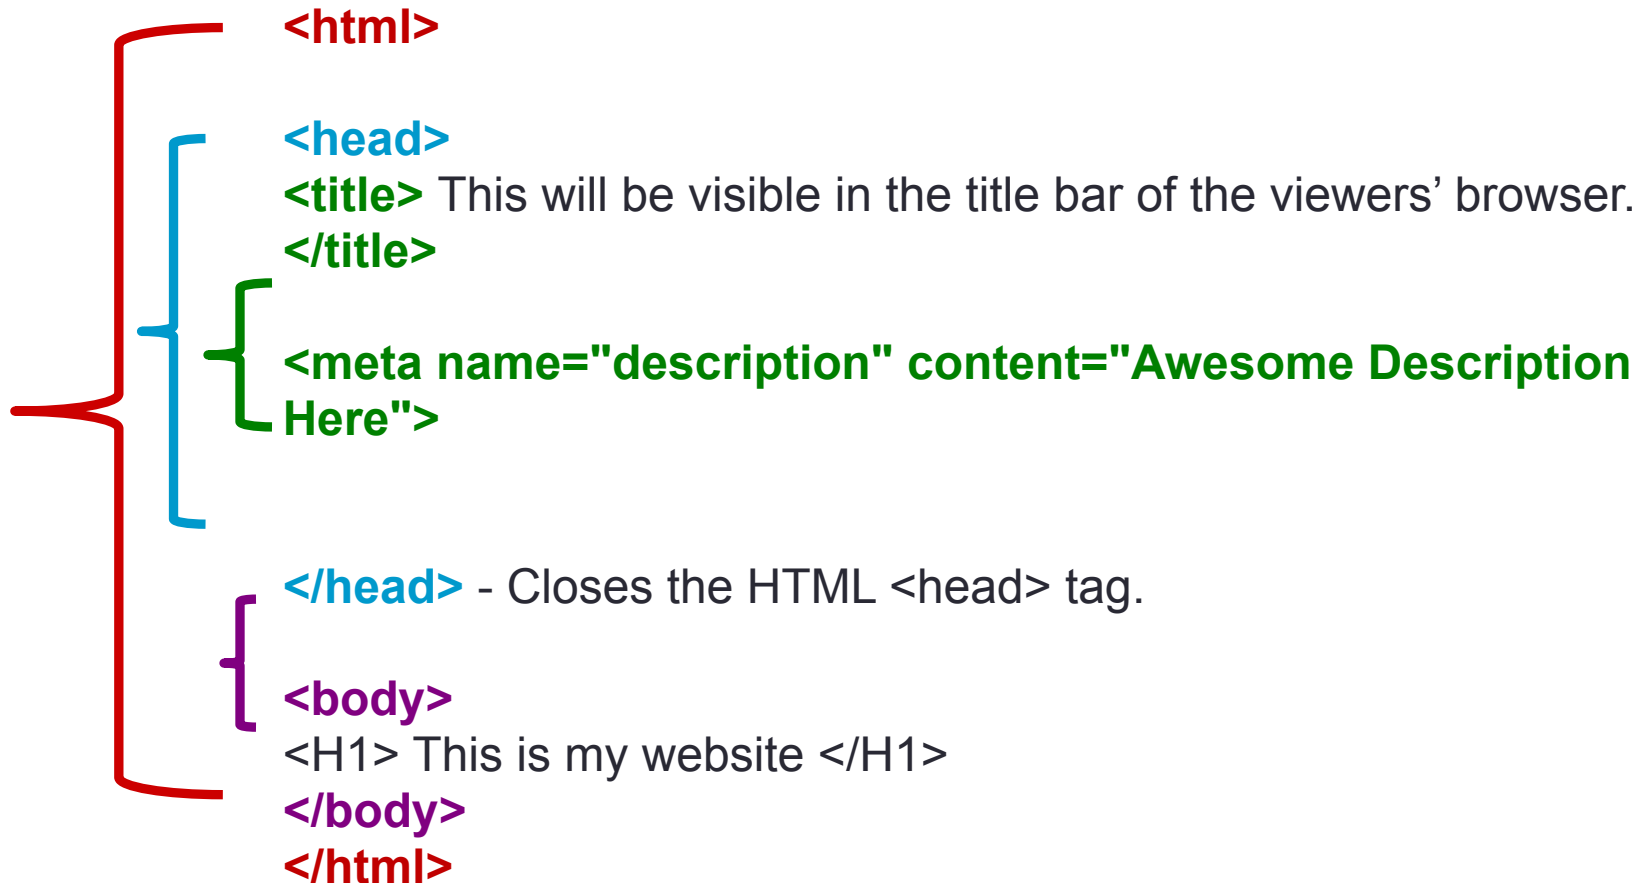 <html>
<head>
<title> This will be visible in the title bar of the viewers’ browser.
</title>
<meta name="description" content="Awesome Description
Here">
</head> - Closes the HTML <head> tag.
<body>
<H1> This is my website </H1>
</body>
</html>